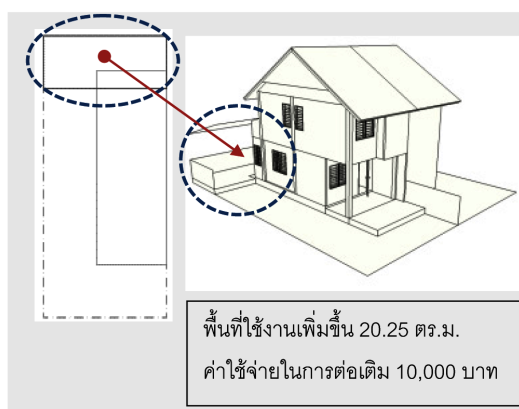 พื้นที่ใช้งานเพิ่มขึ้น 20.25 ตร.ม.
ค่าใช้จ่ายในการต่อเติม 10,000 บาท